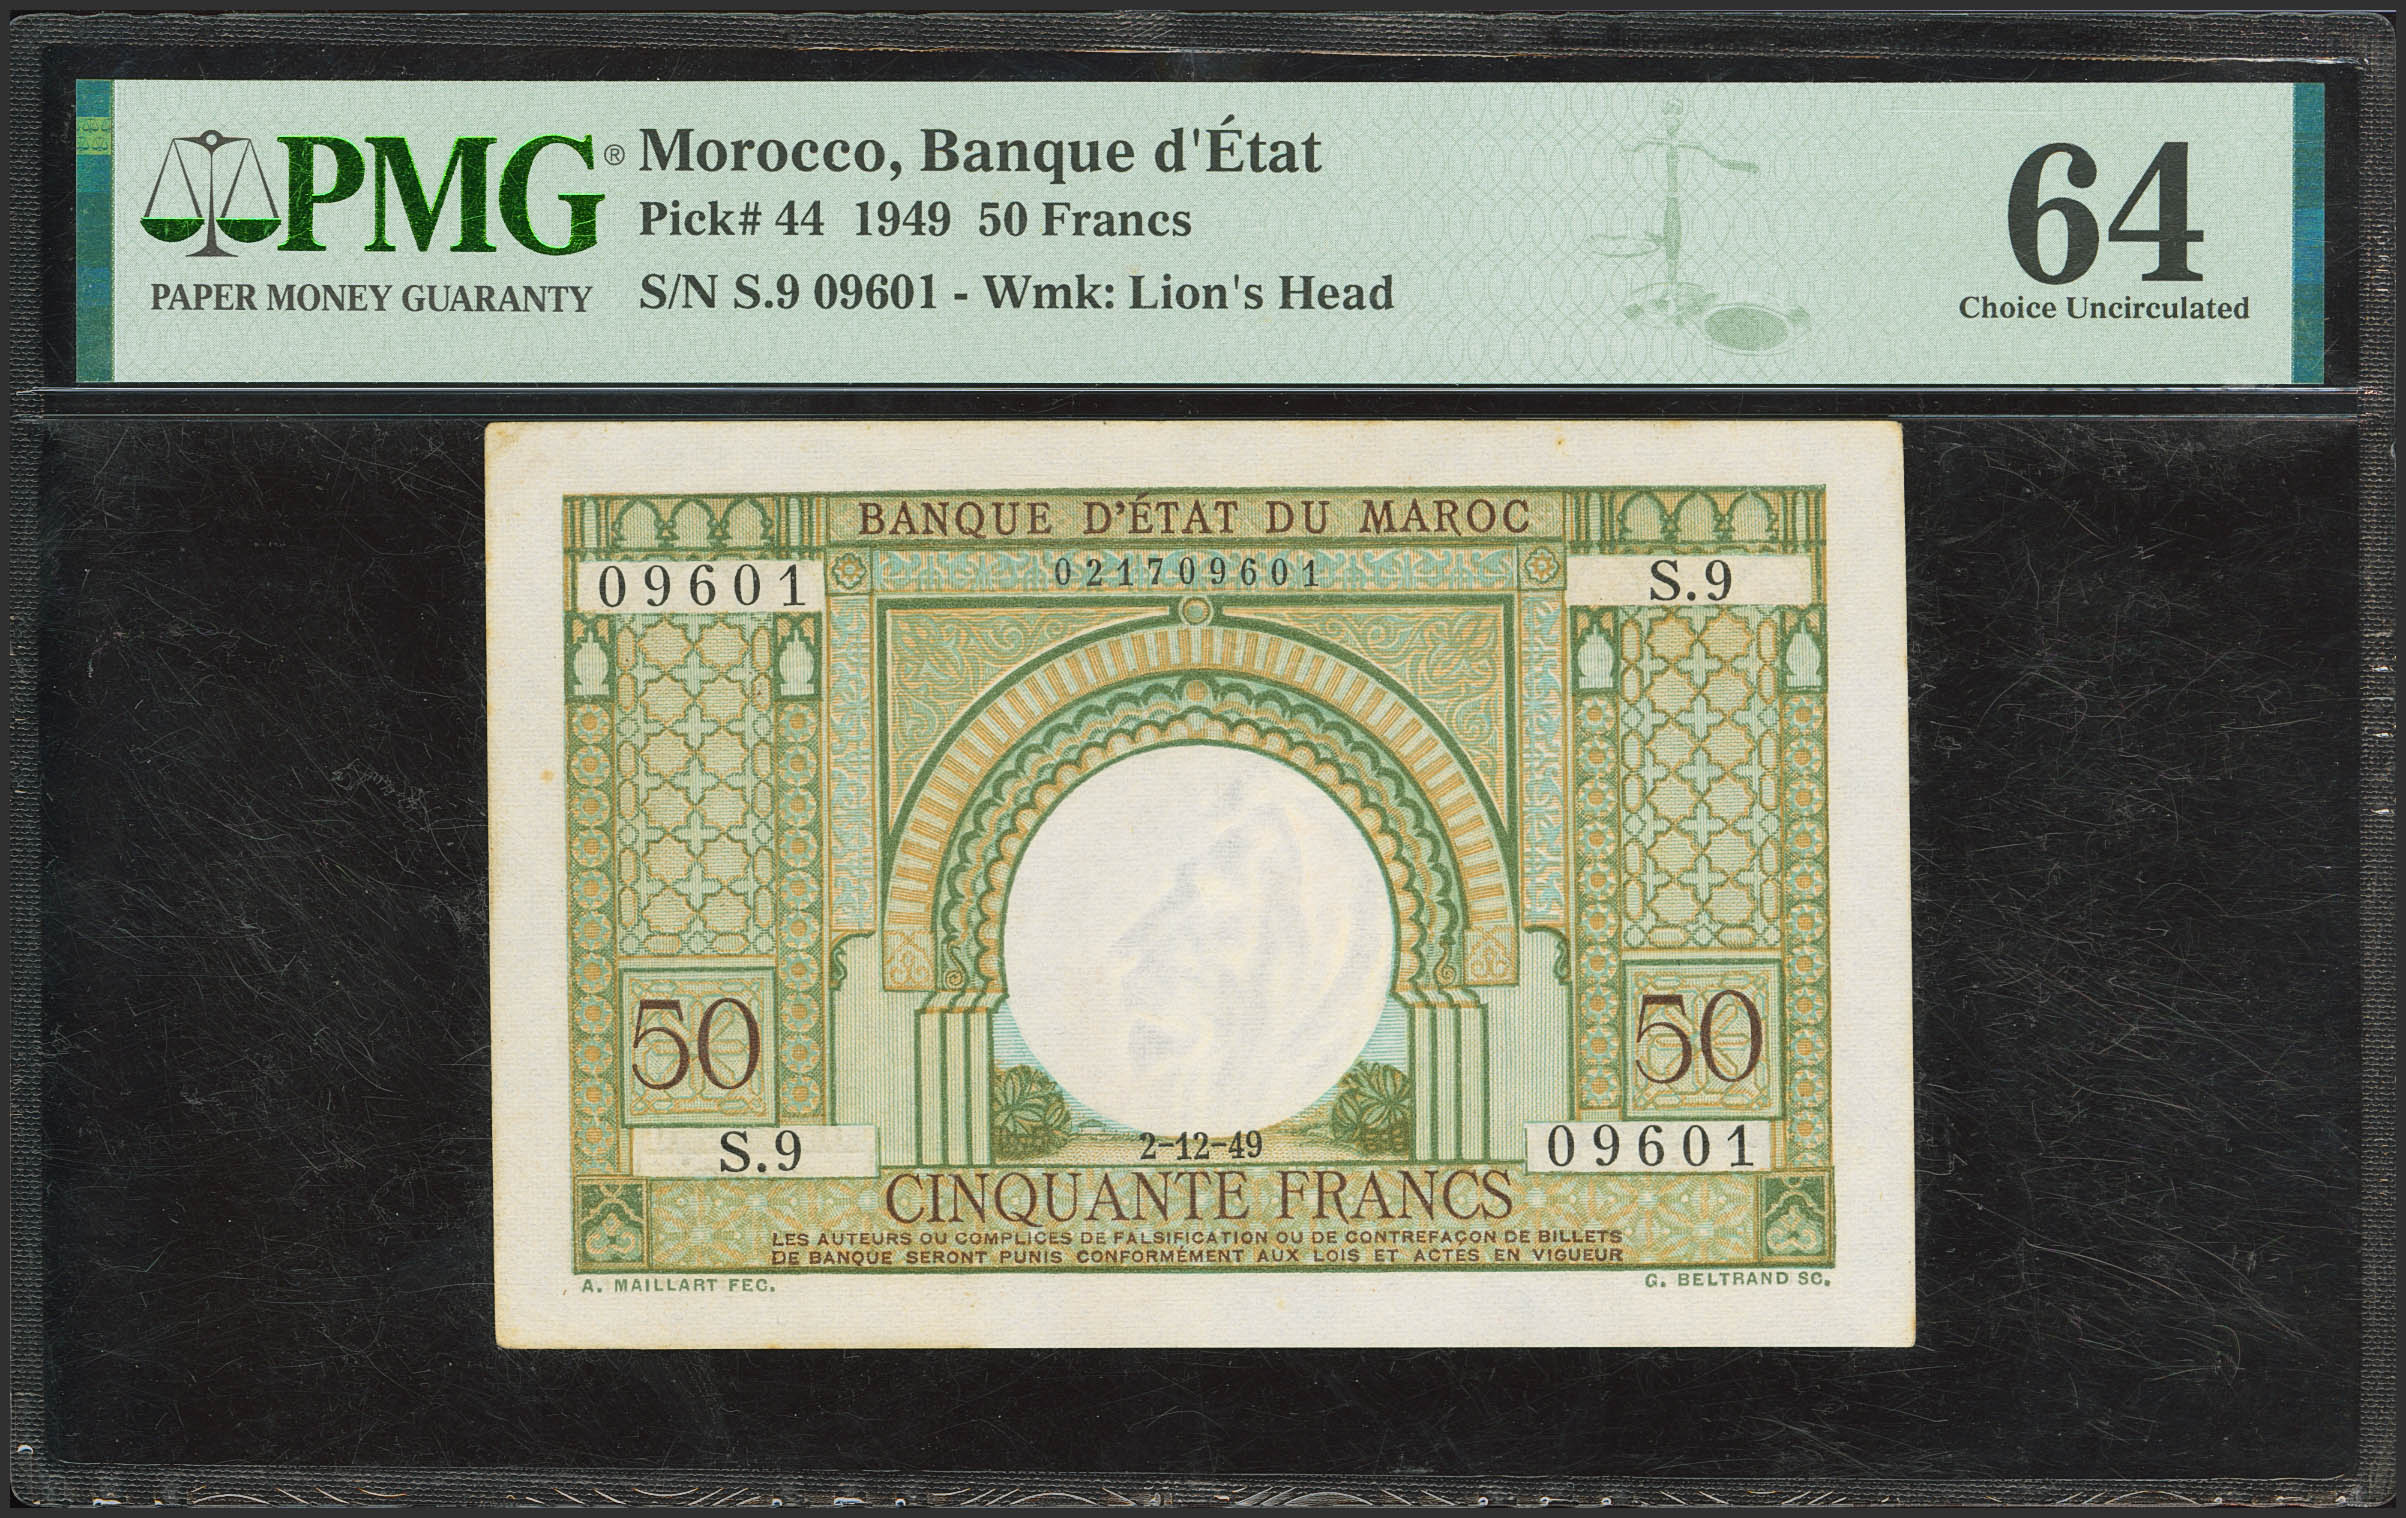 PMG®
PAPER MONEY GUARANTY
Morocco, Banque d'État
Pick# 44 1949 50 Francs
S/N S.9 09601 - Wmk: Lion's Head
64
Choice Uncirculated
BANQUE D'ÉTAT DU MAROC
021709601
09601
S.9
50
50
S.9
2-12-49
09601
CINQUANTE FRANCS
LES AUTEURS OU COMPLICES DE FALSIFICATION OU DE CONTREFAÇON DE BILLETS
DE BANQUE SERONT PUNIS CONFORMÉMENT AUX LOIS ET ACTES EN VIGUEUR
A. MAILLART FEC.
G. BELTRAND SC.